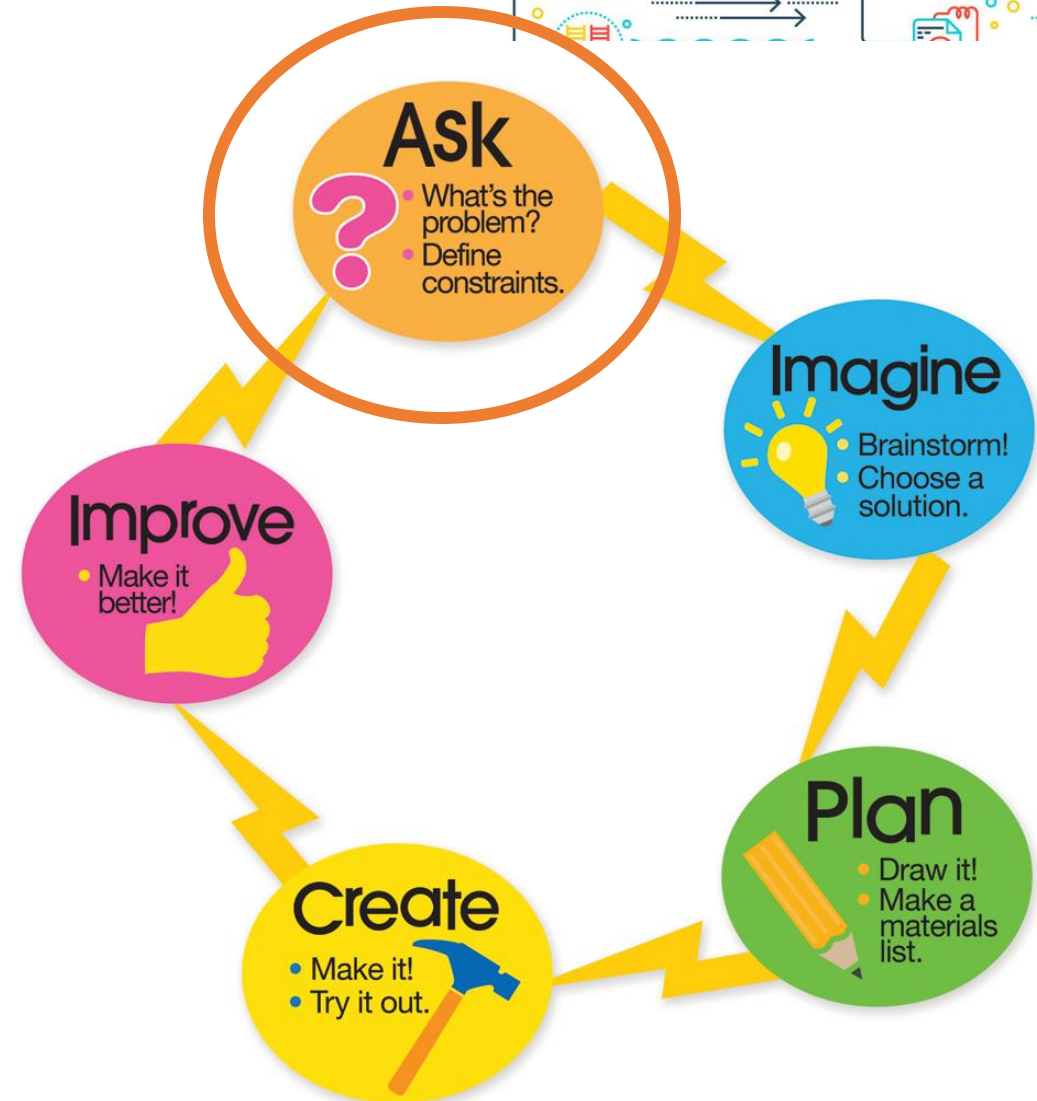 Ask
• What's the
problem?
• Define
constraints.
Imagine
• Brainstorm!
• Choose a
solution.
Plan
• Draw it!
• Make a
materials
list.
Create
• Make it!
• Try it out.
Improve
• Make it
better!